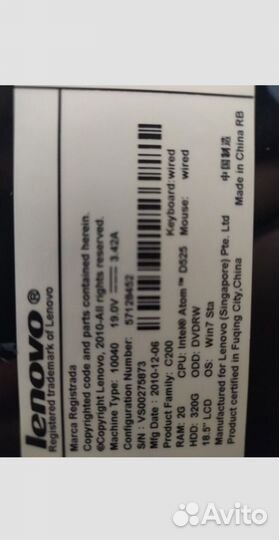 lenovo®
Registered trademark of Lenovo
Marca Registrada
Copyrighted code and parts contained herein.
©Copyright Lenovo, 2010-All rights reserved.
Machine Type: 10040 19.0V ⎓ 3.42A
Configuration Number: 57128452
S/N: VS00275873
Mfg Date: 2010-12-06
Product Family: C200 Keyboard: wired
RAM: 2G CPU: Intel® Atom™ D525 Mouse: wired
HDD: 320G ODD: DVDRW
18.5" LCD OS: Win7 Sta
Manufactured for Lenovo (Singapore) Pte. Ltd 中国制造
Product certified in Fuqing City,China Made in China RB
Avito